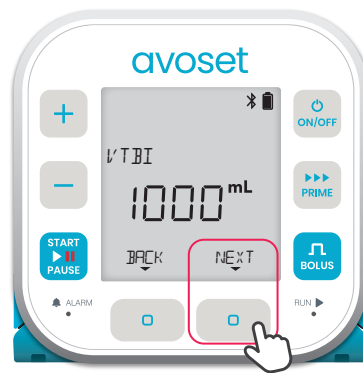 avoset
ON/OFF
VTBI
PRIME
1000 mL
START
PAUSE
BACK
NEXT
BOLUS
ALARM
RUN